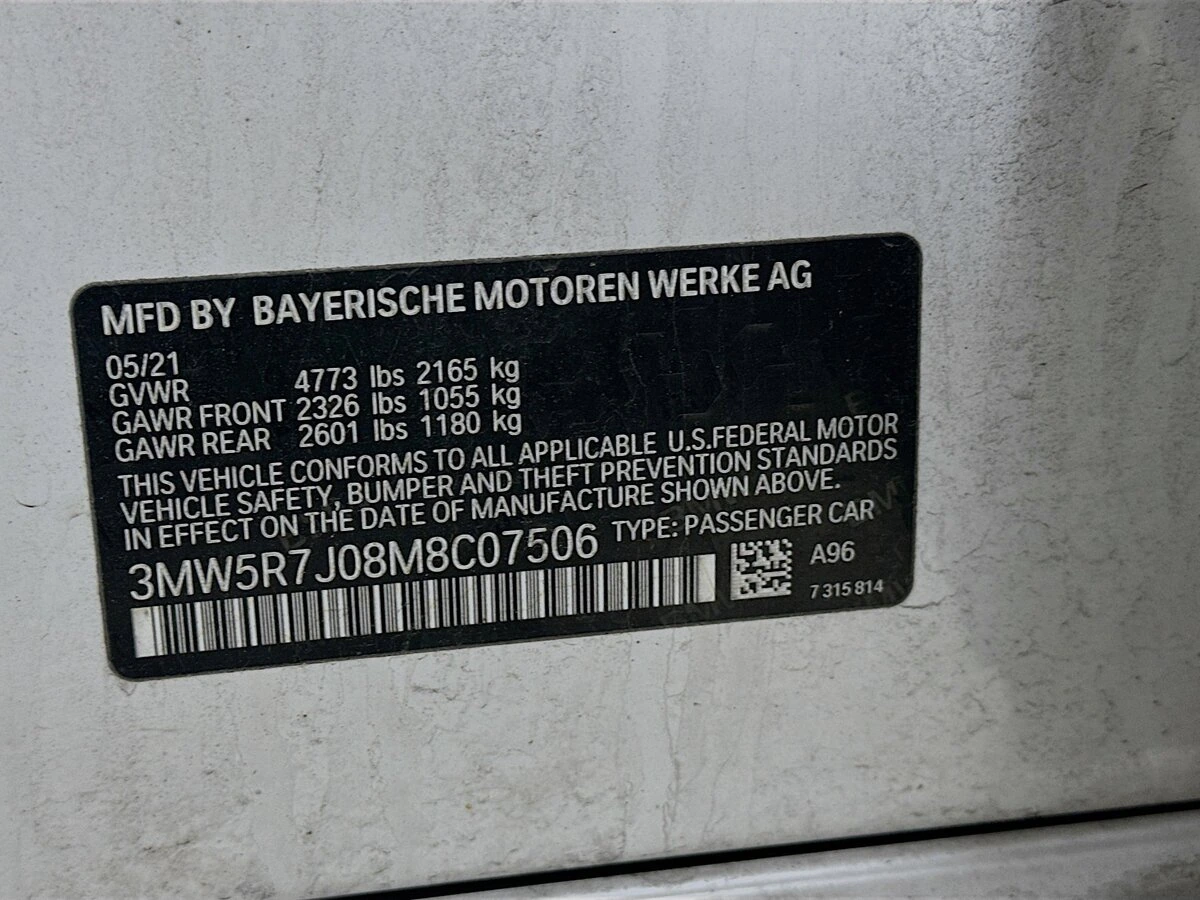 MFD BY BAYERISCHE MOTOREN WERKE AG
05/21
GVWR 4773 lbs 2165 kg
GAWR FRONT 2326 lbs 1055 kg
GAWR REAR 2601 lbs 1180 kg
THIS VEHICLE CONFORMS TO ALL APPLICABLE U.S.FEDERAL MOTOR
VEHICLE SAFETY, BUMPER AND THEFT PREVENTION STANDARDS
IN EFFECT ON THE DATE OF MANUFACTURE SHOWN ABOVE.
3MW5R7J08M8C07506 TYPE: PASSENGER CAR
A96
7 315 814